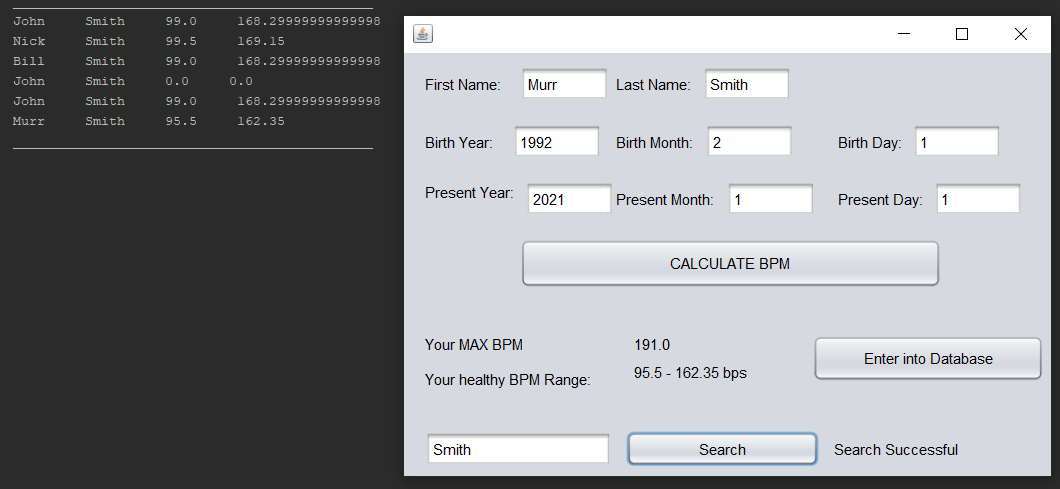 John Smith 99.0 168.29999999999998
Nick Smith 99.5 169.15
Bill Smith 99.0 168.29999999999998
John Smith 0.0 0.0
John Smith 99.0 168.29999999999998
Murr Smith 95.5 162.35
First Name: Murr Last Name: Smith
Birth Year: 1992 Birth Month: 2 Birth Day: 1
Present Year: 2021 Present Month: 1 Present Day: 1
CALCULATE BPM
Your MAX BPM 191.0
Your healthy BPM Range: 95.5 - 162.35 bps
Enter into Database
Smith Search Search Successful